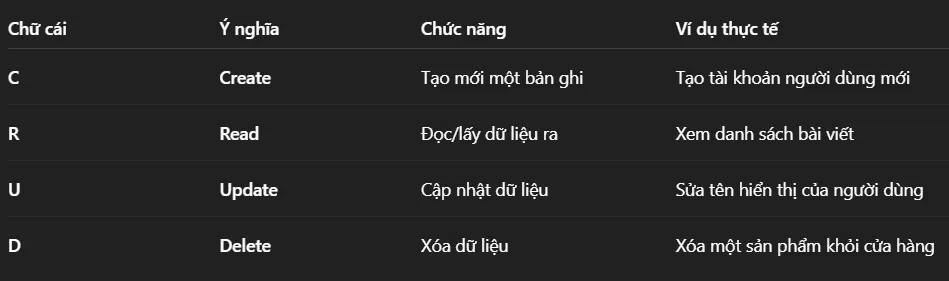 Chữ cái Ý nghĩa Chức năng Ví dụ thực tế
C Create Tạo mới một bản ghi Tạo tài khoản người dùng mới
R Read Đọc/lấy dữ liệu ra Xem danh sách bài viết
U Update Cập nhật dữ liệu Sửa tên hiển thị của người dùng
D Delete Xóa dữ liệu Xóa một sản phẩm khỏi cửa hàng